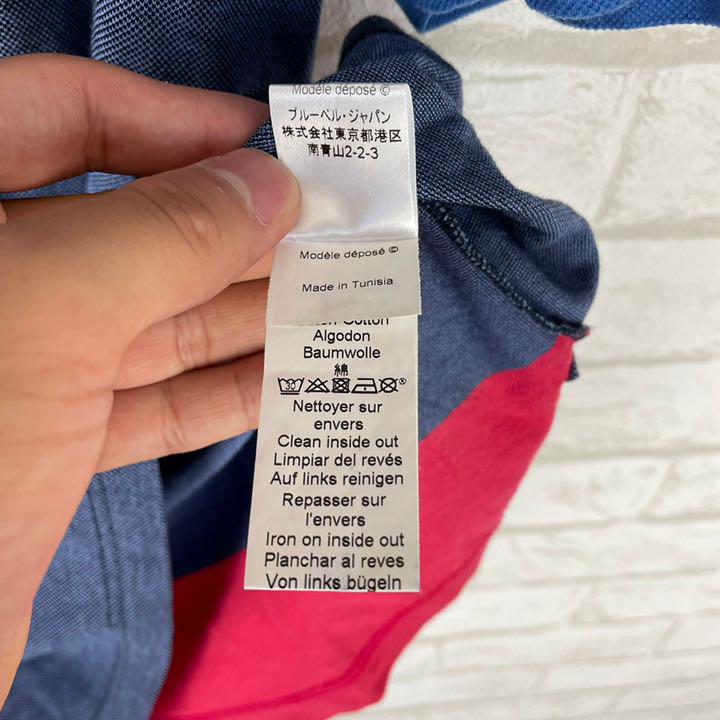 Modèle déposé ©
ブルーベル・ジャパン
株式会社東京都港区
南青山2-2-3
Modèle déposé ©
Made in Tunisia
Cotton
Algodon
Baumwolle
綿
30
Nettoyer sur
envers
Clean inside out
Limpiar del revés
Auf links reinigen
Repasser sur
l'envers
Iron on inside out
Planchar al reves
Von links bügeln